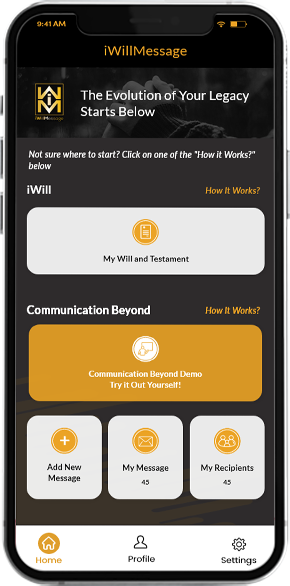 9:41 AM
iWillMessage
The Evolution of Your Legacy
Starts Below
iWillMessage
Not sure where to start? Click on one of the "How it Works?"
below
iWill
How It Works?
My Will and Testament
Communication Beyond
How It Works?
Communication Beyond Demo
Try it Out Yourself!
Add New
Message
My Message
45
My Recipients
45
Home
Profile
Settings